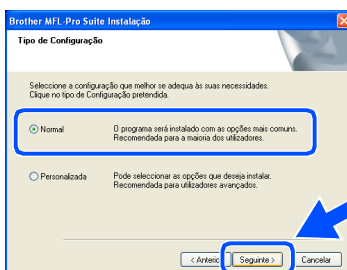 Brother MFL-Pro Suite Instalação
Tipo de Configuração
Seleccione a configuração que melhor se adequa às suas necessidades.
Clique no tipo de Configuração pretendida.
Normal
O programa será instalado com as opções mais comuns.
Recomendada para a maioria dos utilizadores.
Personalizada
Pode seleccionar as opções que deseja instalar.
Recomendada para utilizadores avançados.
< Anterio
Seguinte >
Cancelar